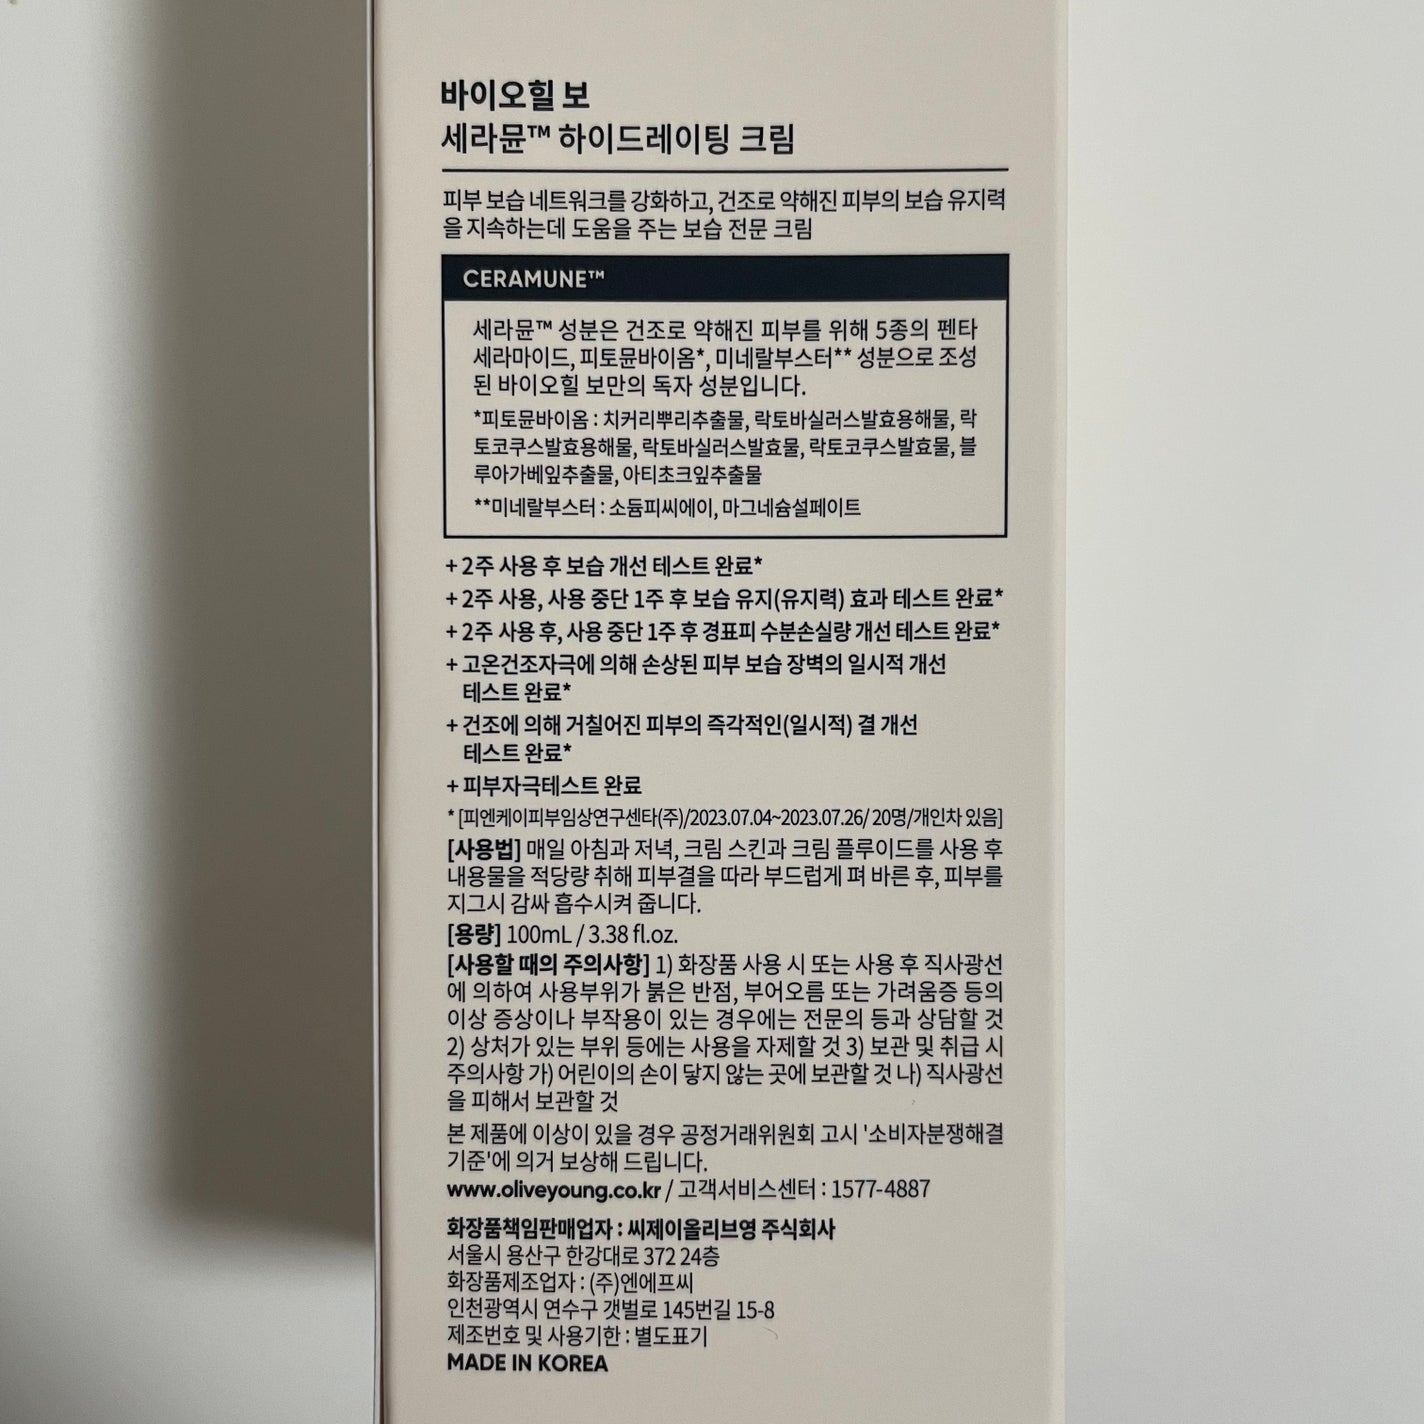 바이오힐 보
세라뮨™ 하이드레이팅 크림
피부 보습 네트워크를 강화하고, 건조로 약해진 피부의 보습 유지력
을 지속하는데 도움을 주는 보습 전문 크림
CERAMUNE™
세라뮨™ 성분은 건조로 약해진 피부를 위해 5종의 펜타
세라마이드, 피토뮨바이옴*, 미네랄부스터** 성분으로 조성
된 바이오힐 보만의 독자 성분입니다.
*피토뮨바이옴 : 치커리뿌리추출물, 락토바실러스발효용해물, 락
토코쿠스발효용해물, 락토바실러스발효물, 락토코쿠스발효물, 블
루아가베잎추출물, 아티초크잎추출물
**미네랄부스터 : 소듐피씨에이, 마그네슘설페이트
+ 2주 사용 후 보습 개선 테스트 완료*
+ 2주 사용, 사용 중단 1주 후 보습 유지(유지력) 효과 테스트 완료*
+ 2주 사용 후, 사용 중단 1주 후 경표피 수분손실량 개선 테스트 완료*
+ 고온건조자극에 의해 손상된 피부 보습 장벽의 일시적 개선
테스트 완료*
+ 건조에 의해 거칠어진 피부의 즉각적인(일시적) 결 개선
테스트 완료*
+ 피부자극테스트 완료
* [피엔케이피부임상연구센타(주)/2023.07.04~2023.07.26/ 20명/개인차 있음]
[사용법] 매일 아침과 저녁, 크림 스킨과 크림 플루이드를 사용 후
내용물을 적당량 취해 피부결을 따라 부드럽게 펴 바른 후, 피부를
지그시 감싸 흡수시켜 줍니다.
[용량] 100mL / 3.38 fl.oz.
[사용할 때의 주의사항] 1) 화장품 사용 시 또는 사용 후 직사광선
에 의하여 사용부위가 붉은 반점, 부어오름 또는 가려움증 등의
이상 증상이나 부작용이 있는 경우에는 전문의 등과 상담할 것
2) 상처가 있는 부위 등에는 사용을 자제할 것 3) 보관 및 취급 시
주의사항 가) 어린이의 손이 닿지 않는 곳에 보관할 것 나) 직사광선
을 피해서 보관할 것
본 제품에 이상이 있을 경우 공정거래위원회 고시 '소비자분쟁해결
기준'에 의거 보상해 드립니다.
www.oliveyoung.co.kr / 고객서비스센터 : 1577-4887
화장품책임판매업자 : 씨제이올리브영 주식회사
서울시 용산구 한강대로 372 24층
화장품제조업자 : (주)엔에프씨
인천광역시 연수구 갯벌로 145번길 15-8
제조번호 및 사용기한 : 별도표기
MADE IN KOREA